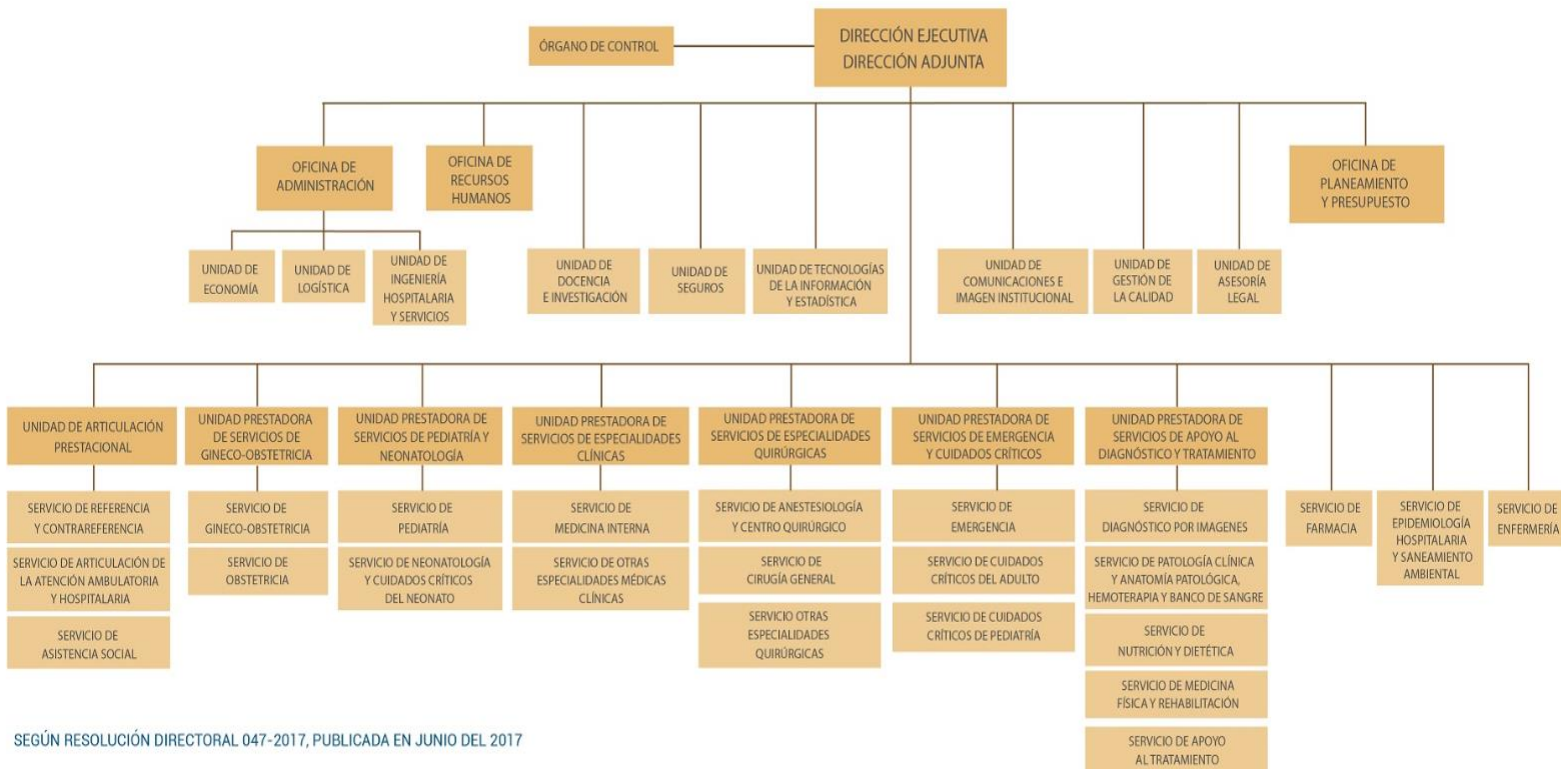 ÓRGANO DE CONTROL
DIRECCIÓN EJECUTIVA
DIRECCIÓN ADJUNTA
OFICINA DE
ADMINISTRACIÓN
OFICINA DE
RECURSOS
HUMANOS
OFICINA DE
PLANEAMIENTO
Y PRESUPUESTO
UNIDAD DE
ECONOMÍA
UNIDAD DE
LOGÍSTICA
UNIDAD DE
INGENIERÍA
HOSPITALARIA
Y SERVICIOS
UNIDAD DE
DOCENCIA
E INVESTIGACIÓN
UNIDAD DE
SEGUROS
UNIDAD DE TECNOLOGÍAS
DE LA INFORMACIÓN
Y ESTADÍSTICA
UNIDAD DE
COMUNICACIONES E
IMAGEN INSTITUCIONAL
UNIDAD DE
GESTIÓN DE
LA CALIDAD
UNIDAD DE
ASESORÍA
LEGAL
UNIDAD DE ARTICULACIÓN
PRESTACIONAL
UNIDAD PRESTADORA
DE SERVICIOS DE
GINECO-OBSTETRICIA
UNIDAD PRESTADORA DE
SERVICIOS DE PEDIATRÍA Y
NEONATOLOGÍA
UNIDAD PRESTADORA DE
SERVICIOS DE ESPECIALIDADES
CLÍNICAS
UNIDAD PRESTADORA DE
SERVICIOS DE ESPECIALIDADES
QUIRÚRGICAS
UNIDAD PRESTADORA DE
SERVICIOS DE EMERGENCIA
Y CUIDADOS CRÍTICOS
UNIDAD PRESTADORA DE
SERVICIOS DE APOYO AL
DIAGNÓSTICO Y TRATAMIENTO
SERVICIO DE REFERENCIA
Y CONTRAREFERENCIA
SERVICIO DE ARTICULACIÓN DE
LA ATENCIÓN AMBULATORIA
Y HOSPITALARIA
SERVICIO DE
ASISTENCIA SOCIAL
SERVICIO DE
GINECO-OBSTETRICIA
SERVICIO DE
OBSTETRICIA
SERVICIO DE
PEDIATRÍA
SERVICIO DE NEONATOLOGÍA
Y CUIDADOS CRÍTICOS
DEL NEONATO
SERVICIO DE
MEDICINA INTERNA
SERVICIO DE OTRAS
ESPECIALIDADES MÉDICAS
CLÍNICAS
SERVICIO DE ANESTESIOLOGÍA
Y CENTRO QUIRÚRGICO
SERVICIO DE
CIRUGÍA GENERAL
SERVICIO OTRAS
ESPECIALIDADES
QUIRÚRGICAS
SERVICIO DE
EMERGENCIA
SERVICIO DE CUIDADOS
CRÍTICOS DEL ADULTO
SERVICIO DE CUIDADOS
CRÍTICOS DE PEDIATRÍA
SERVICIO DE
DIAGNÓSTICO POR IMAGENES
SERVICIO DE PATOLOGÍA CLÍNICA
Y ANATOMÍA PATOLÓGICA,
HEMOTERAPIA Y BANCO DE SANGRE
SERVICIO DE
NUTRICIÓN Y DIETÉTICA
SERVICIO DE MEDICINA
FÍSICA Y REHABILITACIÓN
SERVICIO DE APOYO
AL TRATAMIENTO
SERVICIO DE
FARMACIA
SERVICIO DE
EPIDEMIOLOGÍA
HOSPITALARIA
Y SANEAMIENTO
AMBIENTAL
SERVICIO DE
ENFERMERÍA
SEGÚN RESOLUCIÓN DIRECTORAL 047-2017, PUBLICADA EN JUNIO DEL 2017